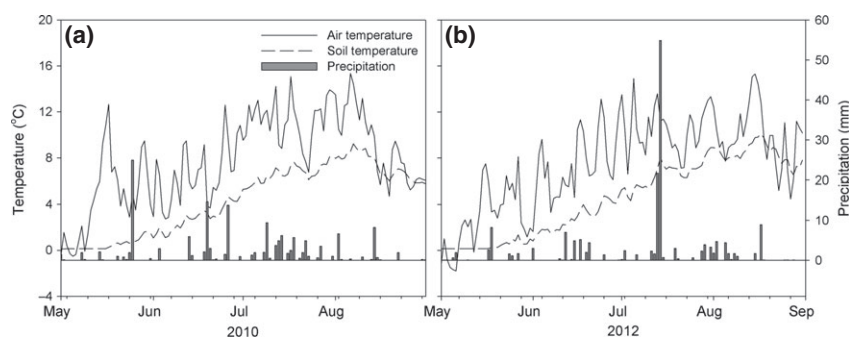 (a)
Air temperature
Soil temperature
Precipitation
(b)
Temperature (°C)
20
16
12
8
4
0
−4
May Jun Jul Aug
2010
May Jun Jul Aug Sep
2012
60
50
40
30
20
10
0
Precipitation (mm)